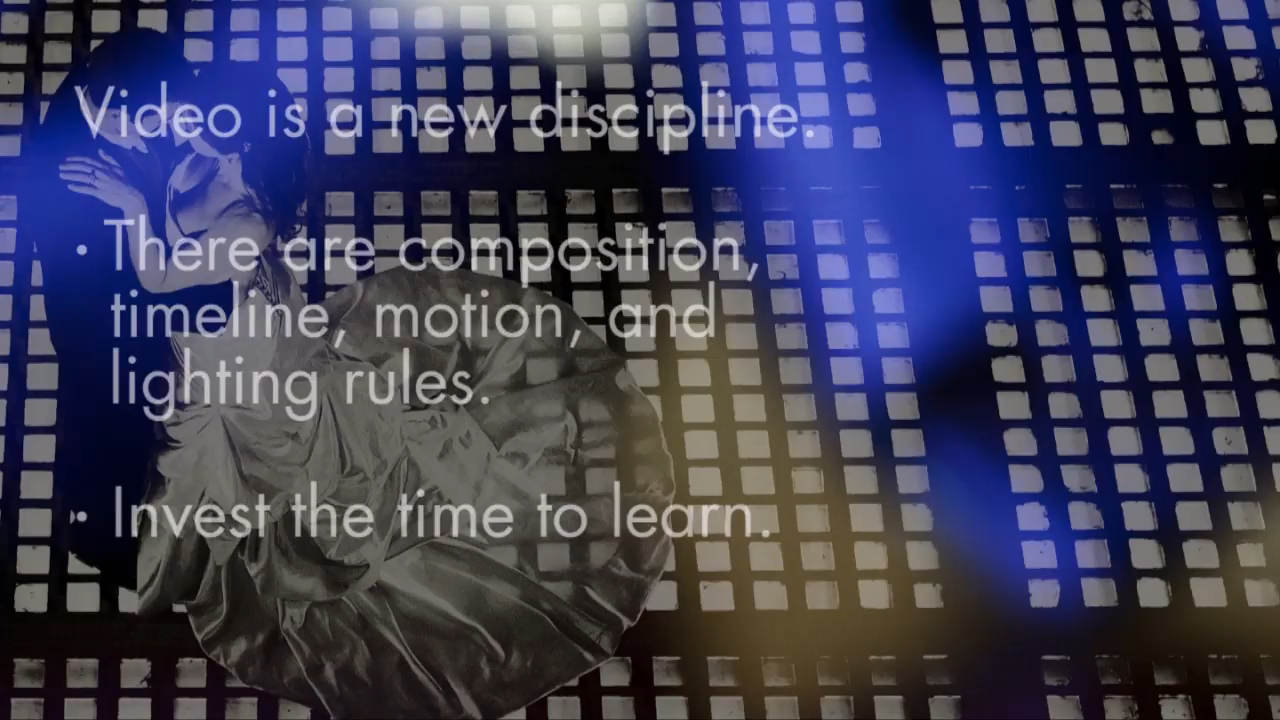 Video is a new discipline.
• There are composition,
timeline, motion, and
lighting rules.
• Invest the time to learn.